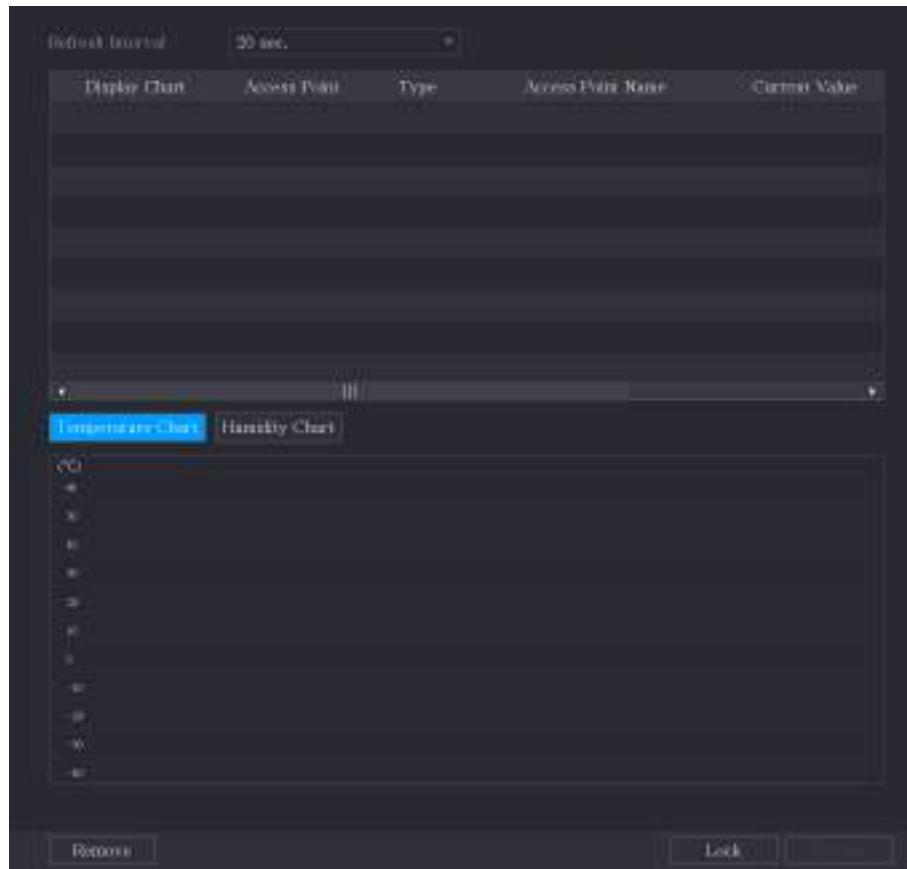 Refresh Interval 20 sec.
Display Chart Access Point Type Access Point Name Current Value
Temperature Chart Humidity Chart
(℃)
0
Remove Lock